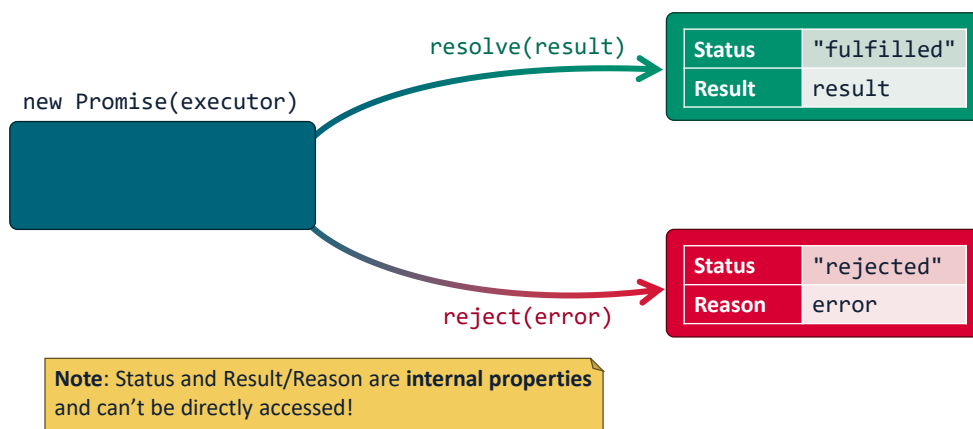 new Promise(executor)
resolve(result)
Status "fulfilled"
Result result
reject(error)
Status "rejected"
Reason error
Note: Status and Result/Reason are internal properties
and can’t be directly accessed!